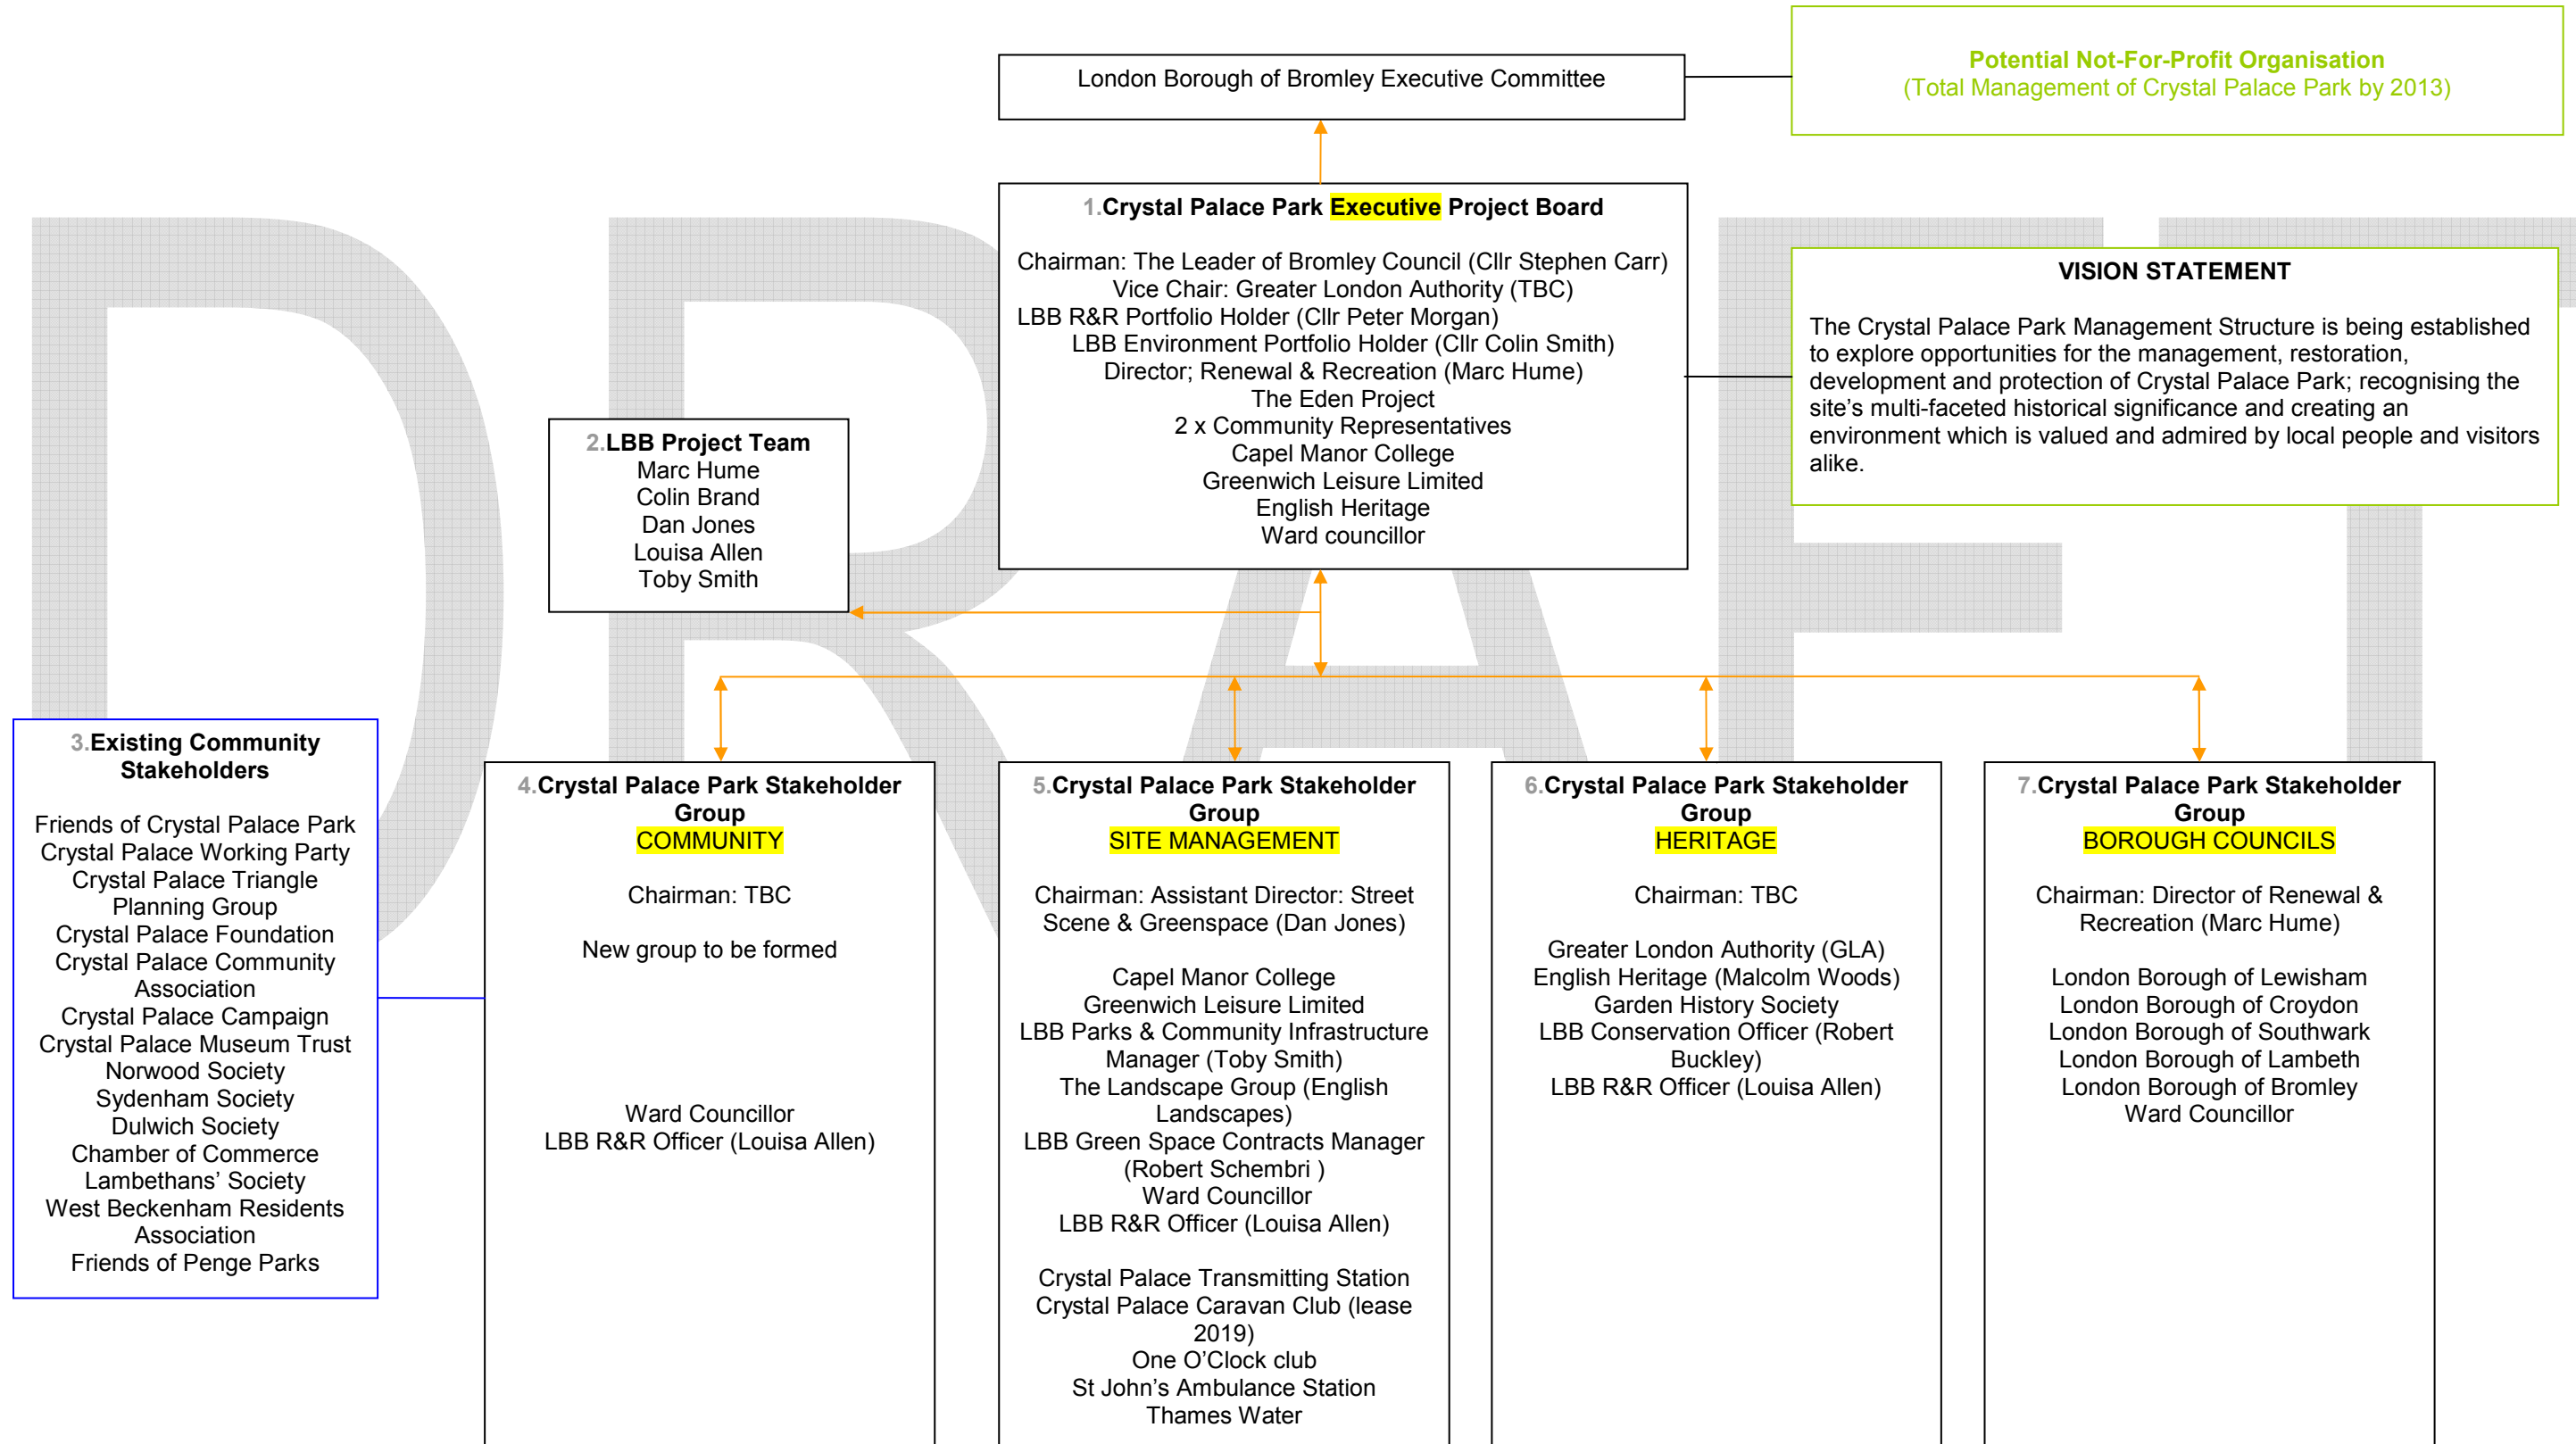 London Borough of Bromley Executive Committee
Potential Not-For-Profit Organisation
(Total Management of Crystal Palace Park by 2013)
1.Crystal Palace Park Executive Project Board
Chairman: The Leader of Bromley Council (Cllr Stephen Carr)
Vice Chair: Greater London Authority (TBC)
LBB R&R Portfolio Holder (Cllr Peter Morgan)
LBB Environment Portfolio Holder (Cllr Colin Smith)
Director; Renewal & Recreation (Marc Hume)
The Eden Project
2 x Community Representatives
Capel Manor College
Greenwich Leisure Limited
English Heritage
Ward councillor
VISION STATEMENT
The Crystal Palace Park Management Structure is being established
to explore opportunities for the management, restoration,
development and protection of Crystal Palace Park; recognising the
site’s multi-faceted historical significance and creating an
environment which is valued and admired by local people and visitors
alike.
2.LBB Project Team
Marc Hume
Colin Brand
Dan Jones
Louisa Allen
Toby Smith
DRAFT
3.Existing Community
Stakeholders
Friends of Crystal Palace Park
Crystal Palace Working Party
Crystal Palace Triangle
Planning Group
Crystal Palace Foundation
Crystal Palace Community
Association
Crystal Palace Campaign
Crystal Palace Museum Trust
Norwood Society
Sydenham Society
Dulwich Society
Chamber of Commerce
Lambethans’ Society
West Beckenham Residents
Association
Friends of Penge Parks
4.Crystal Palace Park Stakeholder
Group
COMMUNITY
Chairman: TBC
New group to be formed
Ward Councillor
LBB R&R Officer (Louisa Allen)
5.Crystal Palace Park Stakeholder
Group
SITE MANAGEMENT
Chairman: Assistant Director: Street
Scene & Greenspace (Dan Jones)
Capel Manor College
Greenwich Leisure Limited
LBB Parks & Community Infrastructure
Manager (Toby Smith)
The Landscape Group (English
Landscapes)
LBB Green Space Contracts Manager
(Robert Schembri )
Ward Councillor
LBB R&R Officer (Louisa Allen)
Crystal Palace Transmitting Station
Crystal Palace Caravan Club (lease
2019)
One O’Clock club
St John’s Ambulance Station
Thames Water
6.Crystal Palace Park Stakeholder
Group
HERITAGE
Chairman: TBC
Greater London Authority (GLA)
English Heritage (Malcolm Woods)
Garden History Society
LBB Conservation Officer (Robert
Buckley)
LBB R&R Officer (Louisa Allen)
7.Crystal Palace Park Stakeholder
Group
BOROUGH COUNCILS
Chairman: Director of Renewal &
Recreation (Marc Hume)
London Borough of Lewisham
London Borough of Croydon
London Borough of Southwark
London Borough of Lambeth
London Borough of Bromley
Ward Councillor